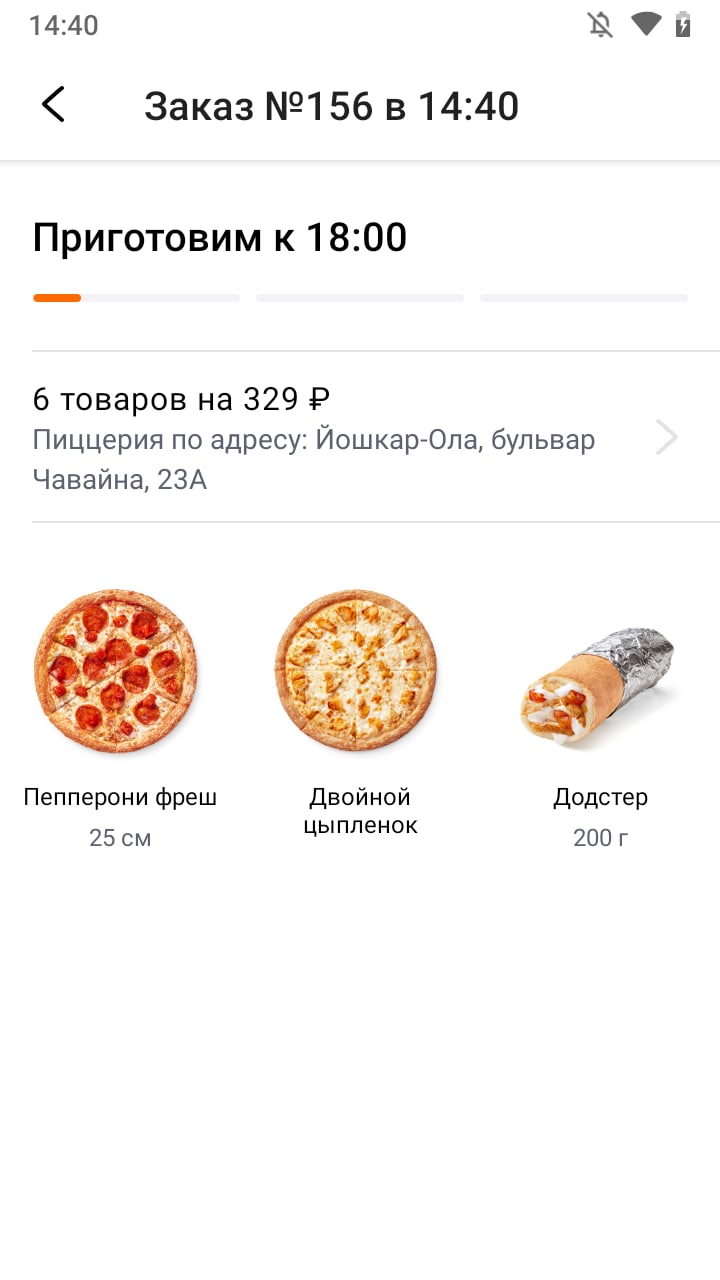 14:40
Заказ №156 в 14:40
Приготовим к 18:00
6 товаров на 329 ₽
Пиццерия по адресу: Йошкар-Ола, бульвар
Чавайна, 23А
Пепперони фреш
25 см
Двойной
цыпленок
Додстер
200 г